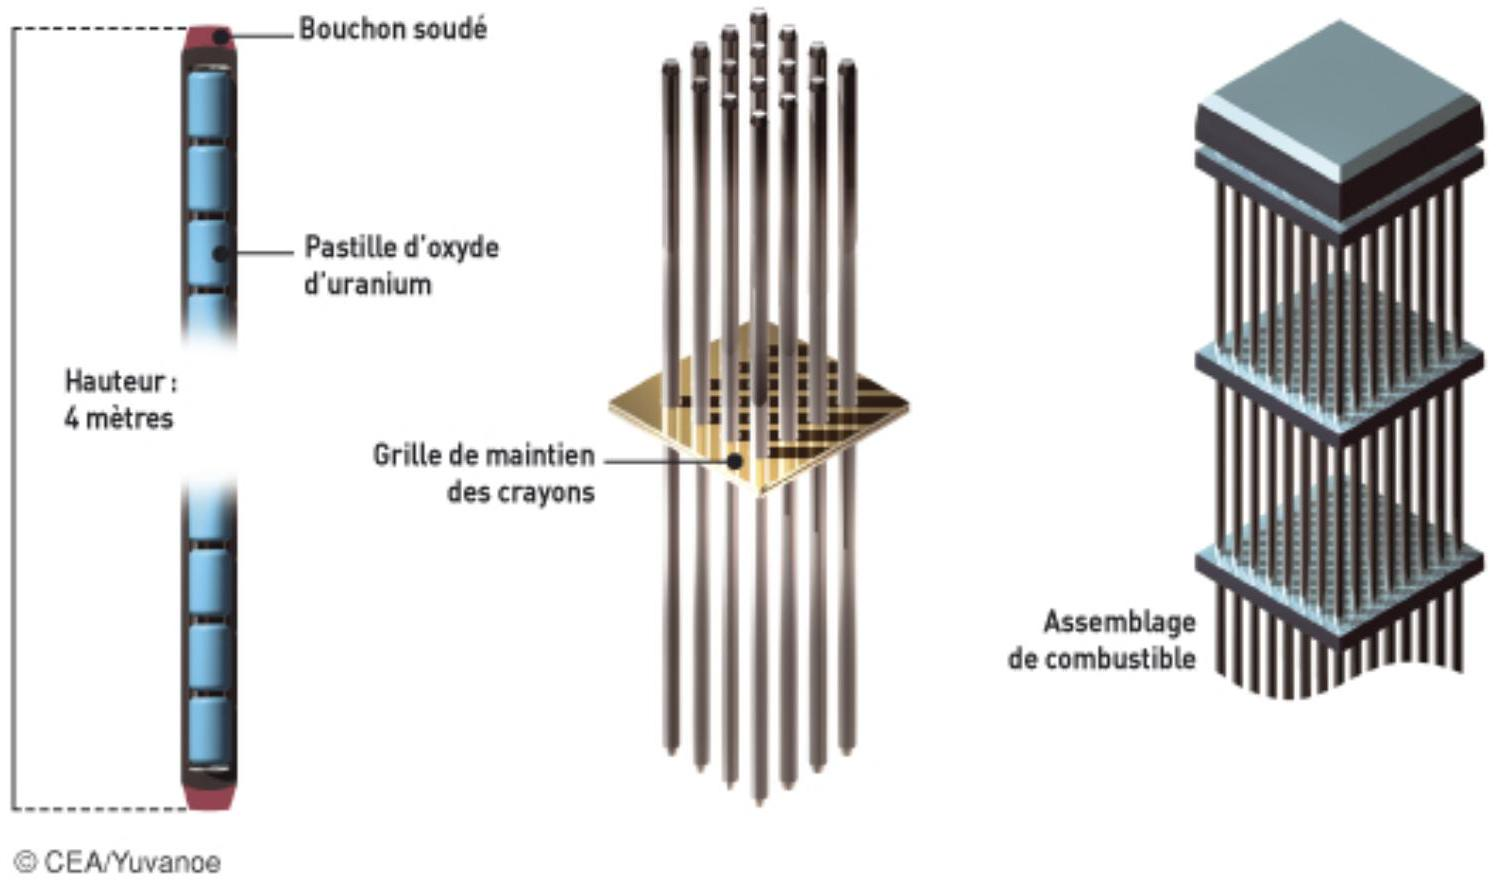 Bouchon soudé
Pastille d'oxyde
d'uranium
Hauteur :
4 mètres
Grille de maintien
des crayons
Assemblage
de combustible
© CEA/Yuvanoe